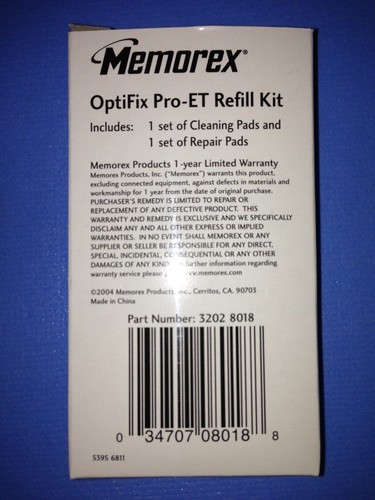 Memorex®
OptiFix Pro-ET Refill Kit
Includes: 1 set of Cleaning Pads and
1 set of Repair Pads
Memorex Products 1-year Limited Warranty
Memorex Products, Inc. ("Memorex") warrants this product,
excluding connected equipment, against defects in materials and
workmanship for 1 year from the date of original purchase.
PURCHASER'S REMEDY IS LIMITED TO REPAIR OR
REPLACEMENT OF ANY DEFECTIVE PRODUCT. THIS
WARRANTY AND REMEDY IS EXCLUSIVE AND WE SPECIFICALLY
DISCLAIM ANY AND ALL OTHER EXPRESS OR IMPLIED
WARRANTIES. IN NO EVENT SHALL MEMOREX OR ANY
SUPPLIER OR SELLER BE RESPONSIBLE FOR ANY DIRECT,
SPECIAL, INCIDENTAL, CONSEQUENTIAL OR ANY OTHER
DAMAGES OF ANY KIND. further information regarding
warranty service please .memorex.com
©2004 Memorex Products, Inc., Cerritos, CA. 90703
Made in China
Part Number: 3202 8018
0 34707 08018 8
5395 6811